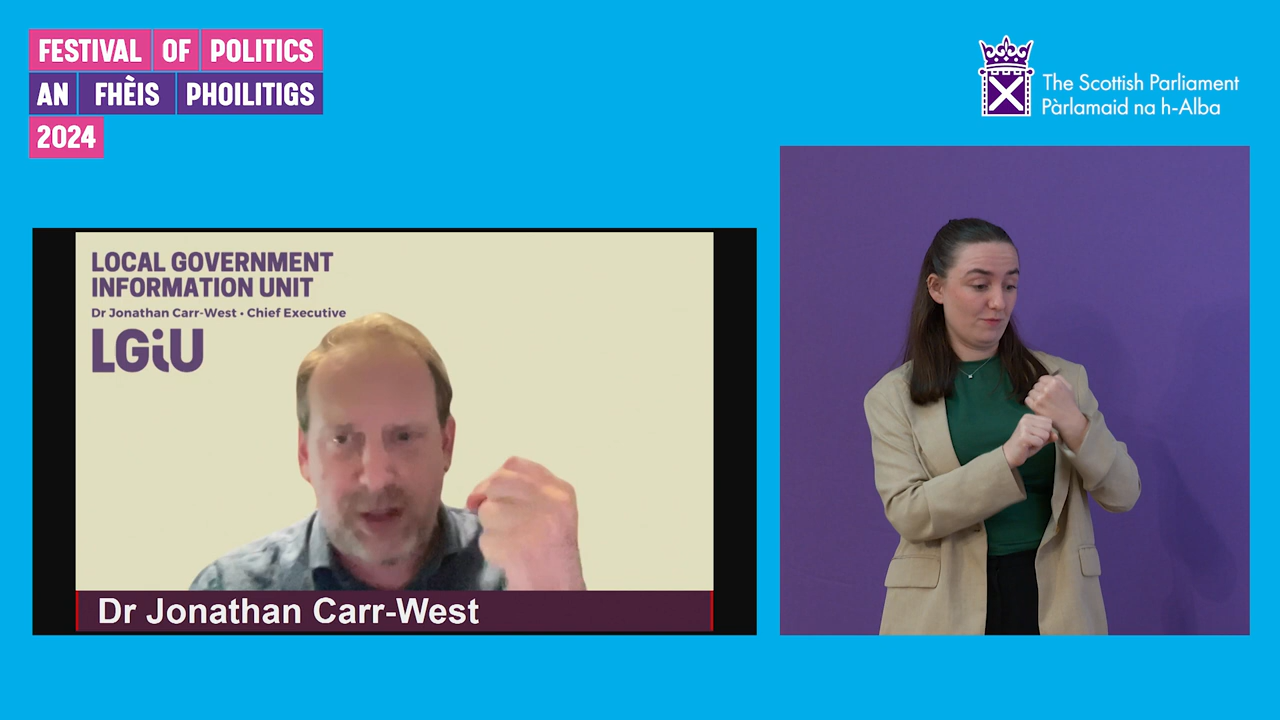 FESTIVAL OF POLITICS
AN FHÈIS PHOILITIGS
2024
The Scottish Parliament
Pàrlamaid na h-Alba
LOCAL GOVERNMENT
INFORMATION UNIT
Dr Jonathan Carr-West • Chief Executive
LGiU
Dr Jonathan Carr-West